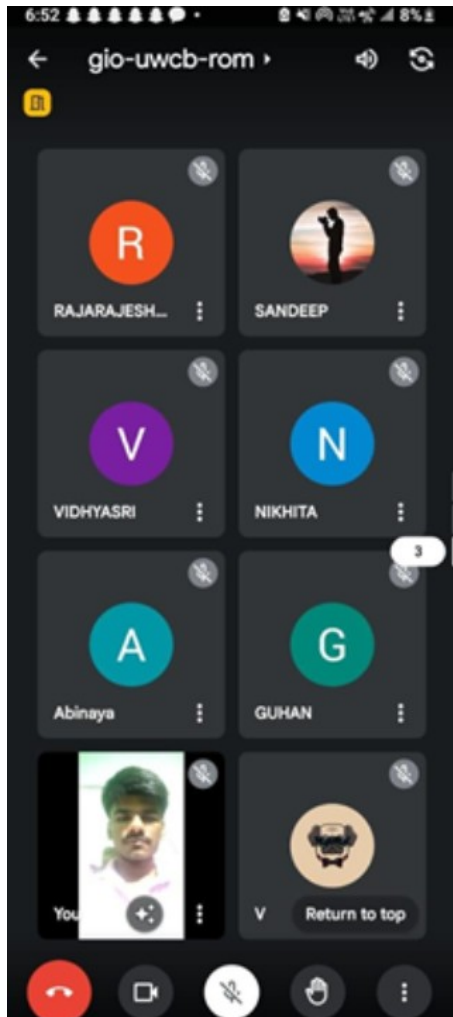 6:52 8%
gio-uwcb-rom
R
RAJARAJESH...
SANDEEP
V
VIDHYASRI
N
NIKHITA
3
A
Abinaya
G
GUHAN
You
V
Return to top